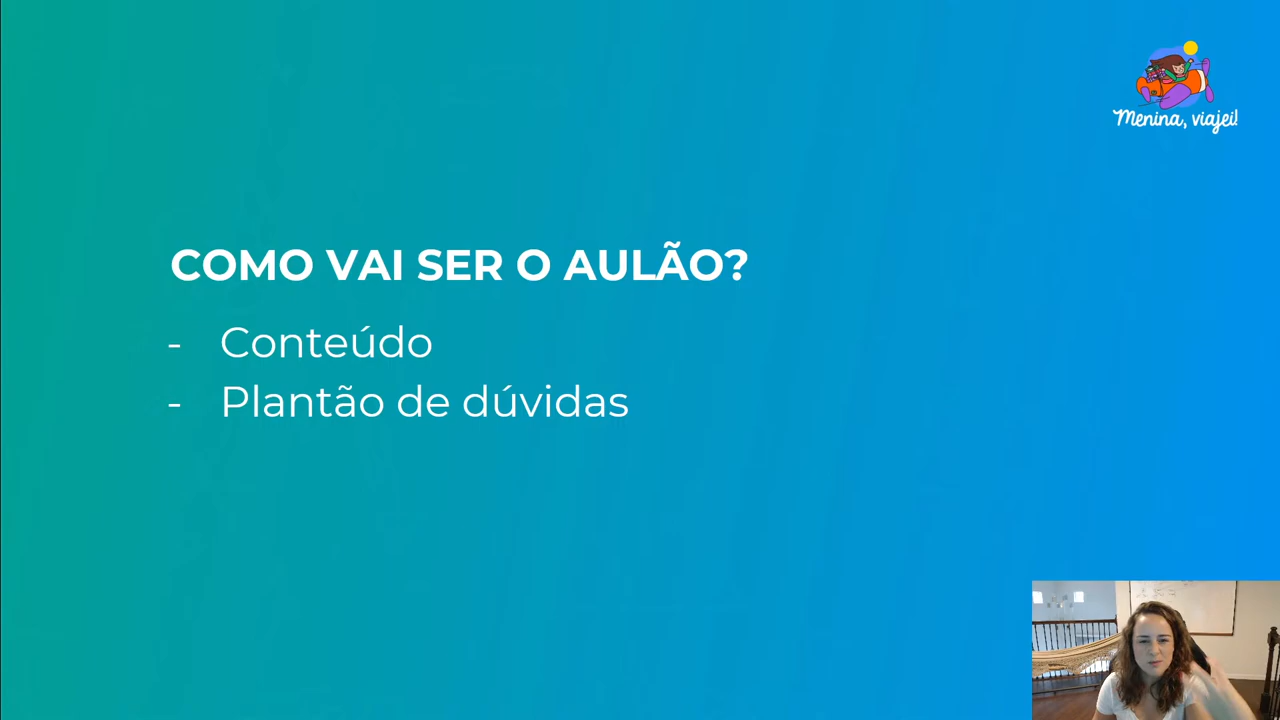 Menina, viajei!
COMO VAI SER O AULÃO?
- Conteúdo
- Plantão de dúvidas